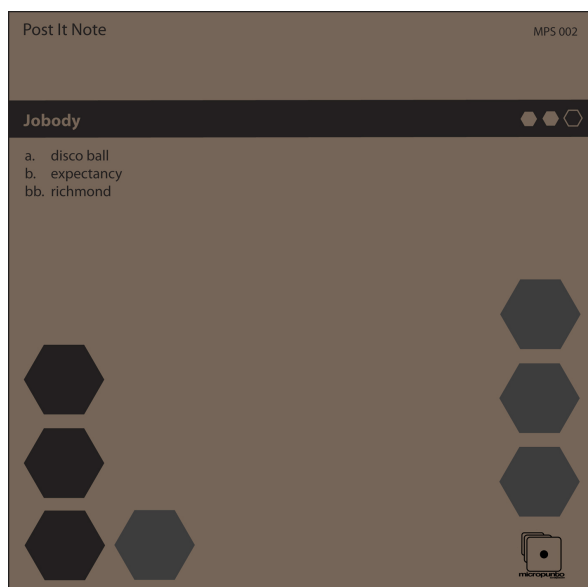 Post It Note
MPS 002
Jobody
a. disco ball
b. expectancy
bb. richmond
micropunto